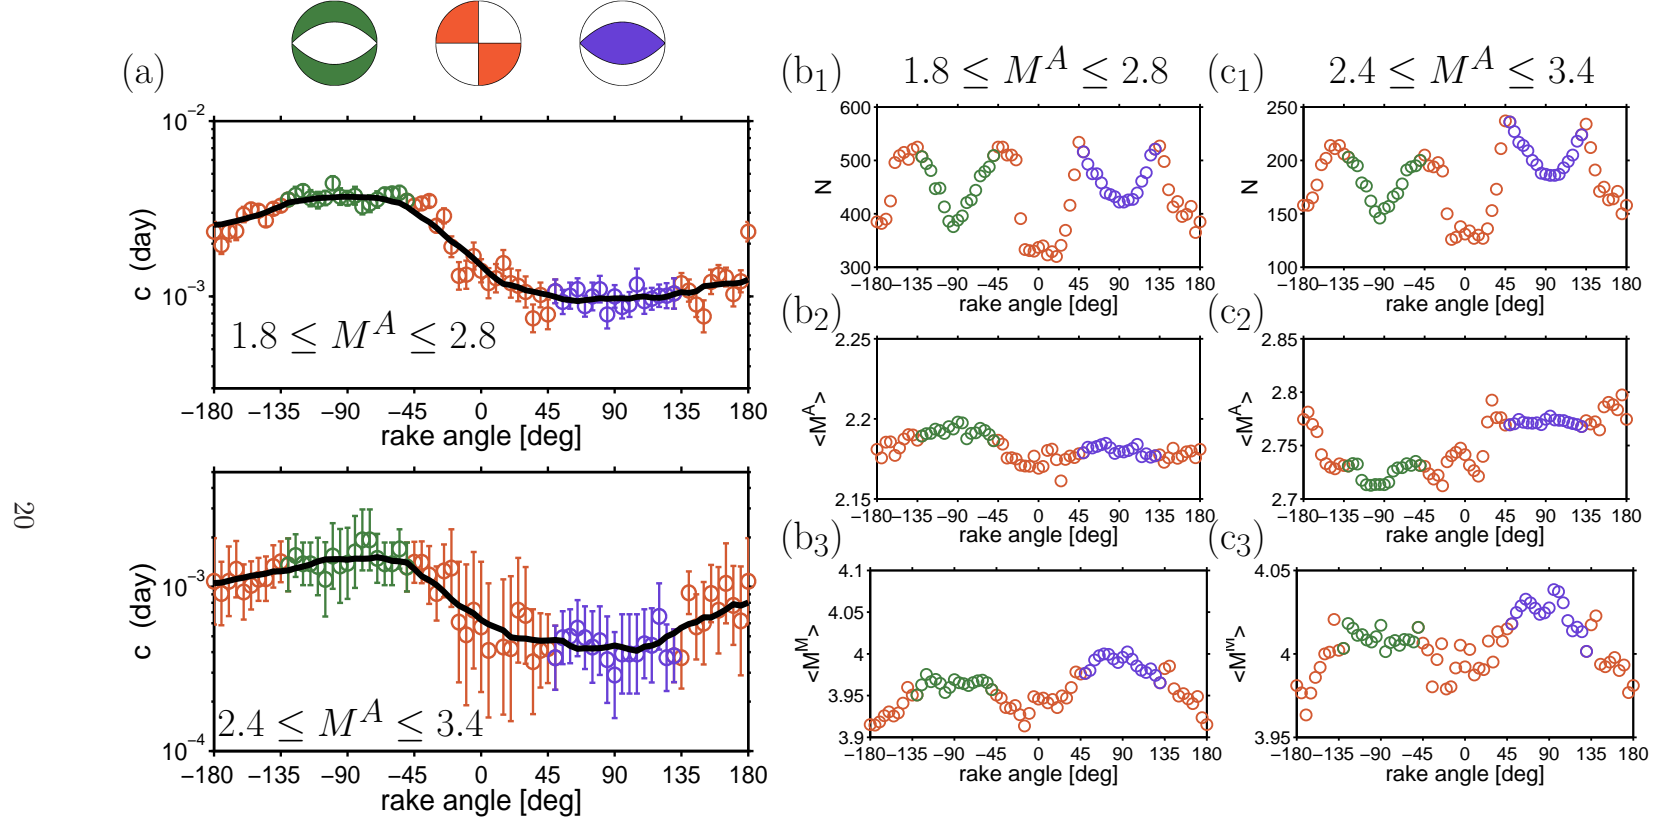 (a)
10−2
10−3
c (day)
1.8 ≤ M^A ≤ 2.8
−180 −135 −90 −45 0 45 90 135 180
rake angle [deg]
10−3
10−4
c (day)
2.4 ≤ M^A ≤ 3.4
−180 −135 −90 −45 0 45 90 135 180
rake angle [deg]
(b1) 1.8 ≤ M^A ≤ 2.8
600
500
400
300
N
−180−135 −90 −45 0 45 90 135 180
rake angle [deg]
(b2)
2.25
2.2
2.15
<M^A>
−180−135 −90 −45 0 45 90 135 180
rake angle [deg]
(b3)
4.1
4.05
4
3.95
3.9
<M^M>
−180−135 −90 −45 0 45 90 135 180
rake angle [deg]
(c1) 2.4 ≤ M^A ≤ 3.4
250
200
150
100
N
−180−135 −90 −45 0 45 90 135 180
rake angle [deg]
(c2)
2.85
2.8
2.75
2.7
<M^A>
−180−135 −90 −45 0 45 90 135 180
rake angle [deg]
(c3)
4.05
4
3.95
<M^M>
−180−135 −90 −45 0 45 90 135 180
rake angle [deg]
20